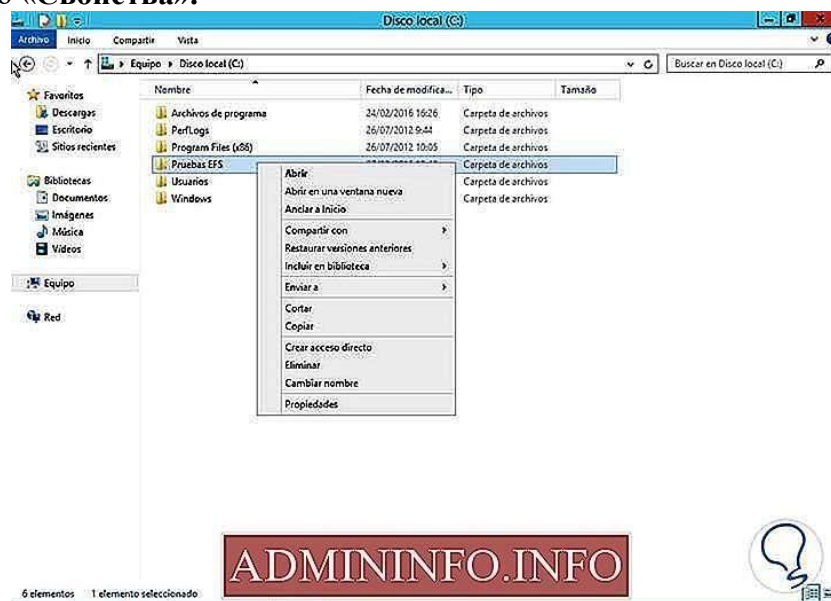 «Свойства».
Disco local (C:)
Archivo Inicio Compartir Vista
Equipo Disco local (C:) Buscar en Disco local (C:)
Favoritos
Descargas
Escritorio
Sitios recientes
Bibliotecas
Documentos
Imágenes
Música
Vídeos
Equipo
Red
Nombre Fecha de modifica... Tipo Tamaño
Archivos de programa 24/02/2016 16:26 Carpeta de archivos
PerfLogs 26/07/2012 9:44 Carpeta de archivos
Program Files (x86) 26/07/2012 10:05 Carpeta de archivos
Pruebas EFS Carpeta de archivos
Usuarios Carpeta de archivos
Windows Carpeta de archivos
Abrir
Abrir en una ventana nueva
Anclar a Inicio
Compartir con
Restaurar versiones anteriores
Incluir en biblioteca
Enviar a
Cortar
Copiar
Crear acceso directo
Eliminar
Cambiar nombre
Propiedades
ADMININFO.INFO
6 elementos 1 elemento seleccionado